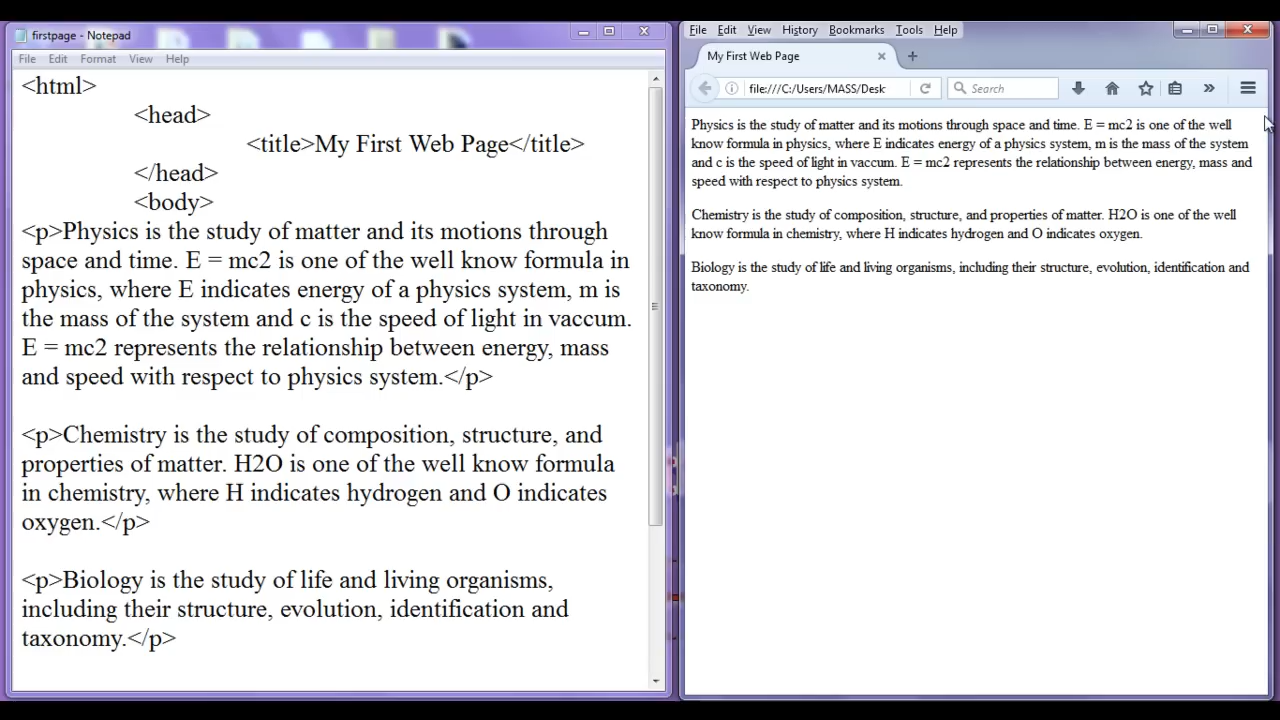 firstpage - Notepad
File Edit Format View Help
<html>
<head>
<title>My First Web Page</title>
</head>
<body>
<p>Physics is the study of matter and its motions through
space and time. E = mc2 is one of the well know formula in
physics, where E indicates energy of a physics system, m is
the mass of the system and c is the speed of light in vaccum.
E = mc2 represents the relationship between energy, mass
and speed with respect to physics system.</p>
<p>Chemistry is the study of composition, structure, and
properties of matter. H2O is one of the well know formula
in chemistry, where H indicates hydrogen and O indicates
oxygen.</p>
<p>Biology is the study of life and living organisms,
including their structure, evolution, identification and
taxonomy.</p>
File Edit View History Bookmarks Tools Help
My First Web Page
file:///C:/Users/MASS/Desk
Search
Physics is the study of matter and its motions through space and time. E = mc2 is one of the well
know formula in physics, where E indicates energy of a physics system, m is the mass of the system
and c is the speed of light in vaccum. E = mc2 represents the relationship between energy, mass and
speed with respect to physics system.
Chemistry is the study of composition, structure, and properties of matter. H2O is one of the well
know formula in chemistry, where H indicates hydrogen and O indicates oxygen.
Biology is the study of life and living organisms, including their structure, evolution, identification and
taxonomy.